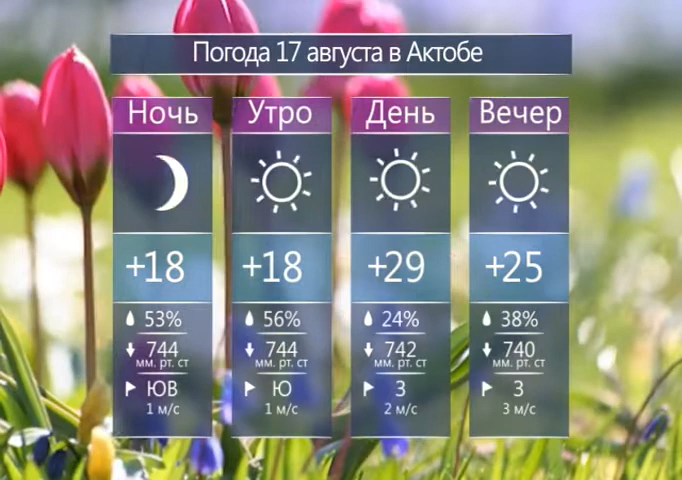 Погода 17 августа в Актобе
Ночь Утро День Вечер
+18 +18 +29 +25
53% 56% 24% 38%
744 744 742 740
мм. рт. ст мм. рт. ст мм. рт. ст мм. рт. ст
ЮВ Ю З З
1 м/с 1 м/с 2 м/с 3 м/с